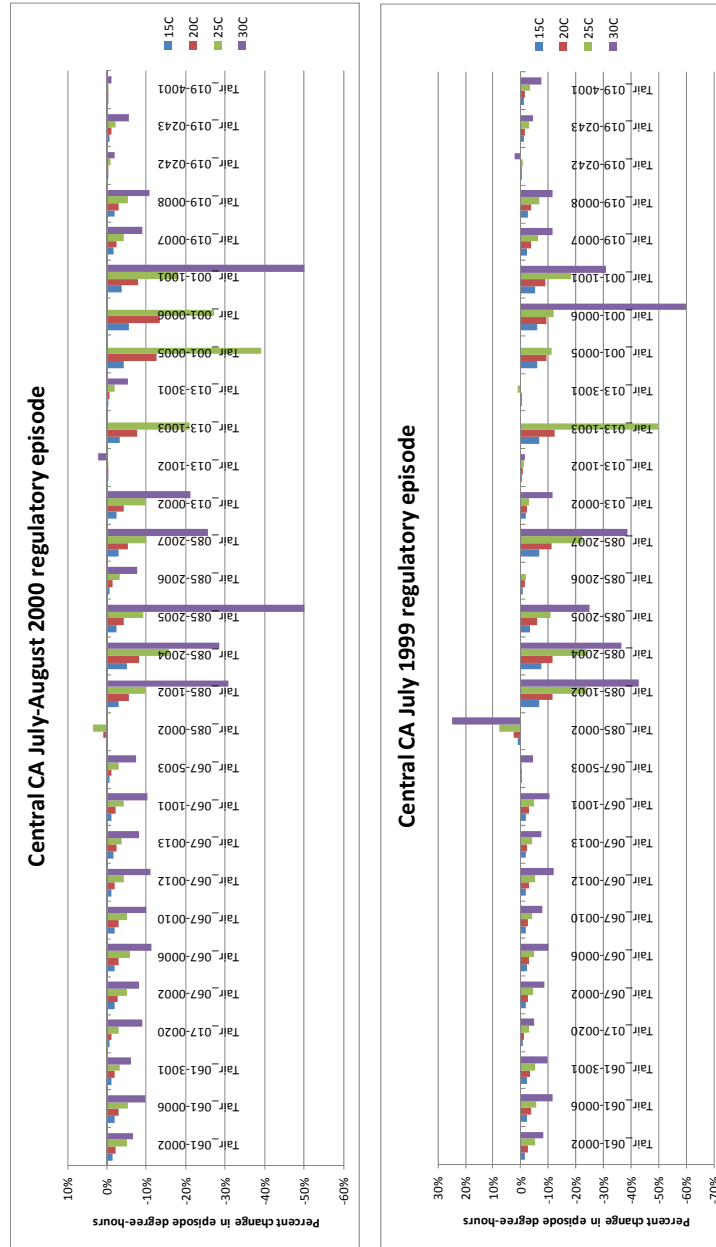 Central CA July-August 2000 regulatory episode
10%
0%
-10%
-20%
-30%
-40%
-50%
-60%
Percent change in episode degree-hours
Tair_061-0002
Tair_061-0006
Tair_061-3001
Tair_017-0020
Tair_067-0002
Tair_067-0006
Tair_067-0010
Tair_067-0012
Tair_067-0013
Tair_067-1001
Tair_067-5003
Tair_085-0002
Tair_085-1002
Tair_085-2004
Tair_085-2005
Tair_085-2006
Tair_085-2007
Tair_013-0002
Tair_013-1002
Tair_013-1003
Tair_013-3001
Tair_001-0005
Tair_001-0006
Tair_001-1001
Tair_019-0007
Tair_019-0008
Tair_019-0242
Tair_019-0243
Tair_019-4001
15C
20C
25C
30C
Central CA July 1999 regulatory episode
30%
20%
10%
0%
-10%
-20%
-30%
-40%
-50%
-60%
-70%
Percent change in episode degree-hours
Tair_061-0002
Tair_061-0006
Tair_061-3001
Tair_017-0020
Tair_067-0002
Tair_067-0006
Tair_067-0010
Tair_067-0012
Tair_067-0013
Tair_067-1001
Tair_067-5003
Tair_085-0002
Tair_085-1002
Tair_085-2004
Tair_085-2005
Tair_085-2006
Tair_085-2007
Tair_013-0002
Tair_013-1002
Tair_013-1003
Tair_013-3001
Tair_001-0005
Tair_001-0006
Tair_001-1001
Tair_019-0007
Tair_019-0008
Tair_019-0242
Tair_019-0243
Tair_019-4001
15C
20C
25C
30C